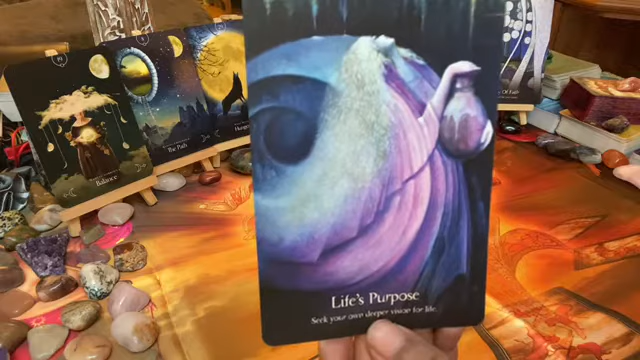 Balance
The Path
Life's Purpose
Seek your own deeper vision for life.